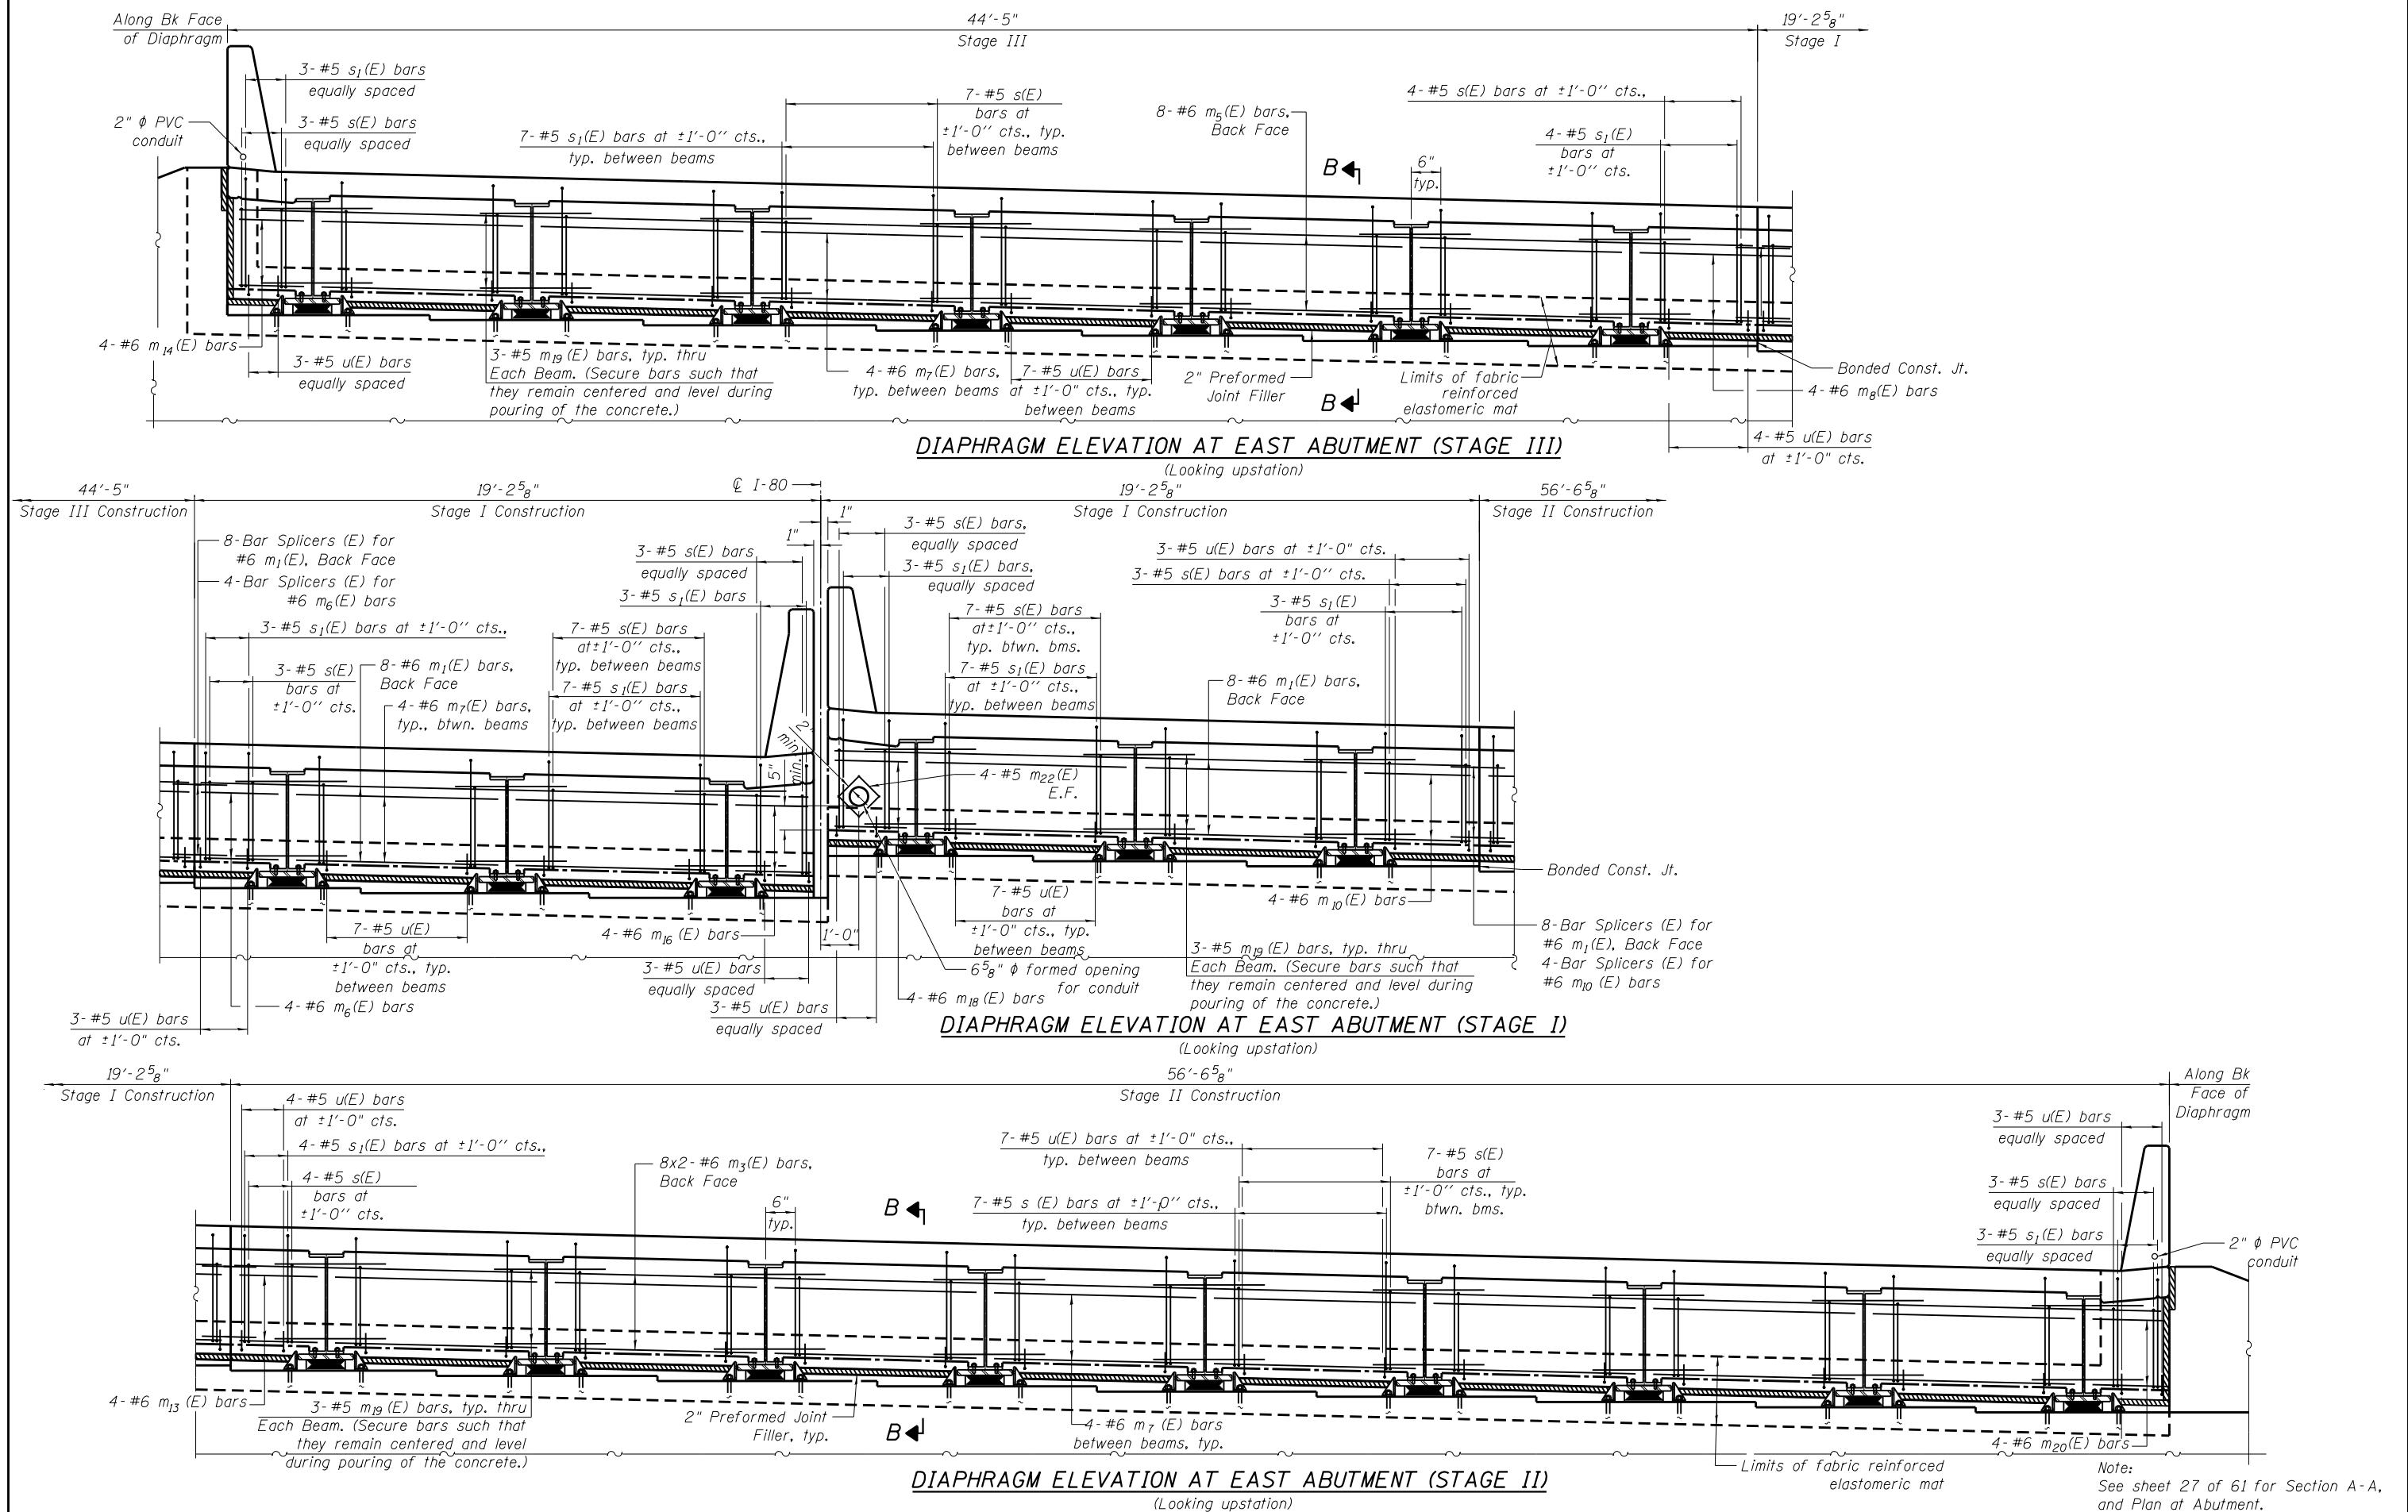 Along Bk Face
of Diaphragm
44'-5"
Stage III
19'-2 5/8"
Stage I
3-#5 s1(E) bars
equally spaced
2" φ PVC
conduit
3-#5 s(E) bars
equally spaced
7-#5 s1(E) bars at ±1'-0" cts.,
typ. between beams
7-#5 s(E)
bars at
±1'-0" cts., typ.
between beams
8-#6 m5(E) bars,
Back Face
B
6"
typ.
4-#5 s(E) bars at ±1'-0" cts.,
4-#5 s1(E)
bars at
±1'-0" cts.
4-#6 m14(E) bars
3-#5 u(E) bars
equally spaced
3-#5 m19(E) bars, typ. thru
Each Beam. (Secure bars such that
they remain centered and level during
pouring of the concrete.)
4-#6 m7(E) bars,
typ. between beams
7-#5 u(E) bars
at ±1'-0" cts., typ.
between beams
2" Preformed
Joint Filler
B
Limits of fabric
reinforced
elastomeric mat
Bonded Const. Jt.
4-#6 m8(E) bars
4-#5 u(E) bars
at ±1'-0" cts.
DIAPHRAGM ELEVATION AT EAST ABUTMENT (STAGE III)
(Looking upstation)
44'-5"
Stage III Construction
19'-2 5/8"
Stage I Construction
℄ I-80
19'-2 5/8"
Stage I Construction
56'-6 5/8"
Stage II Construction
8-Bar Splicers (E) for
#6 m1(E), Back Face
4-Bar Splicers (E) for
#6 m6(E) bars
3-#5 s1(E) bars at ±1'-0" cts.,
3-#5 s(E)
bars at
±1'-0" cts.
8-#6 m1(E) bars,
Back Face
4-#6 m7(E) bars,
typ., btwn. beams
7-#5 s(E) bars
at ±1'-0" cts.,
typ. between beams
7-#5 s1(E) bars
at ±1'-0" cts.,
typ. between beams
3-#5 s(E) bars
equally spaced
3-#5 s1(E) bars
1"
1"
3-#5 s(E) bars,
equally spaced
3-#5 s1(E) bars,
equally spaced
7-#5 s(E) bars
at ±1'-0" cts.,
typ. btwn. bms.
7-#5 s1(E) bars
at ±1'-0" cts.,
typ. between beams
3-#5 u(E) bars at ±1'-0" cts.
3-#5 s(E) bars at ±1'-0" cts.
3-#5 s1(E)
bars at
±1'-0" cts.
8-#6 m1(E) bars,
Back Face
2"
min.
5"
min.
4-#5 m22(E)
E.F.
Bonded Const. Jt.
7-#5 u(E)
bars at
±1'-0" cts., typ.
between beams
4-#6 m6(E) bars
3-#5 u(E) bars
at ±1'-0" cts.
4-#6 m16(E) bars
1'-0"
3-#5 u(E) bars
equally spaced
3-#5 u(E) bars
equally spaced
7-#5 u(E)
bars at
±1'-0" cts., typ.
between beams
6 5/8" φ formed opening
for conduit
4-#6 m18(E) bars
3-#5 m19(E) bars, typ. thru
Each Beam. (Secure bars such that
they remain centered and level during
pouring of the concrete.)
4-#6 m10(E) bars
8-Bar Splicers (E) for
#6 m1(E), Back Face
4-Bar Splicers (E) for
#6 m10(E) bars
DIAPHRAGM ELEVATION AT EAST ABUTMENT (STAGE I)
(Looking upstation)
19'-2 5/8"
Stage I Construction
56'-6 5/8"
Stage II Construction
Along Bk
Face of
Diaphragm
4-#5 u(E) bars
at ±1'-0" cts.
4-#5 s1(E) bars at ±1'-0" cts.,
4-#5 s(E)
bars at
±1'-0" cts.
8x2-#6 m3(E) bars,
Back Face
6"
typ.
B
7-#5 u(E) bars at ±1'-0" cts.,
typ. between beams
7-#5 s (E) bars at ±1'-0" cts.,
typ. between beams
7-#5 s(E)
bars at
±1'-0" cts., typ.
btwn. bms.
3-#5 u(E) bars
equally spaced
3-#5 s(E) bars
equally spaced
3-#5 s1(E) bars
equally spaced
2" φ PVC
conduit
4-#6 m13 (E) bars
3-#5 m19 (E) bars, typ. thru
Each Beam. (Secure bars such that
they remain centered and level
during pouring of the concrete.)
2" Preformed Joint
Filler, typ.
B
4-#6 m7 (E) bars
between beams, typ.
Limits of fabric reinforced
elastomeric mat
4-#6 m20(E) bars
DIAPHRAGM ELEVATION AT EAST ABUTMENT (STAGE II)
(Looking upstation)
Note:
See sheet 27 of 61 for Section A-A,
and Plan at Abutment.